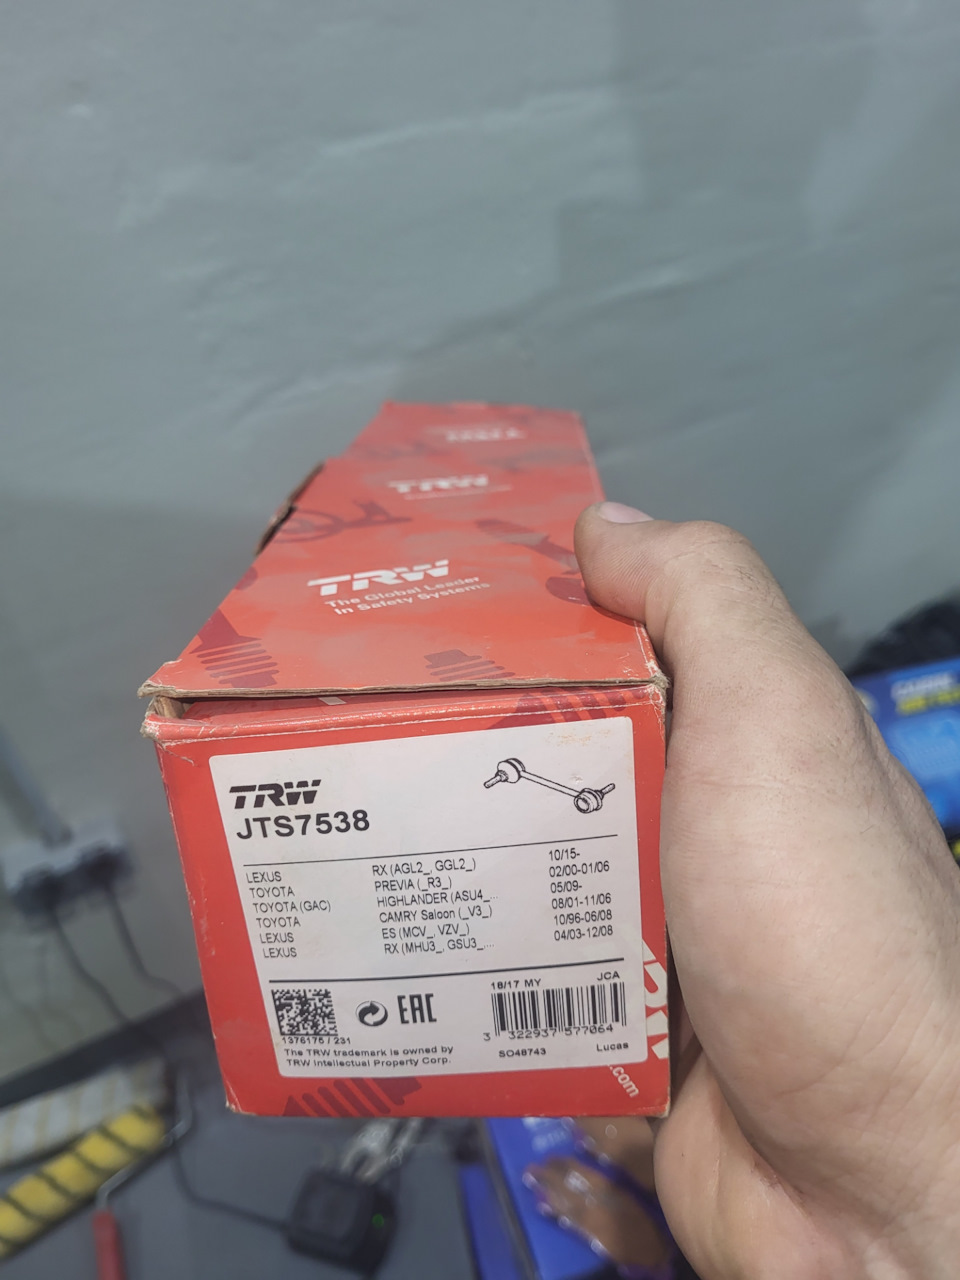 TRW
TRW
The Global Leader
in Safety Systems
TRW
JTS7538
LEXUS RX (AGL2_, GGL2_) 10/15-
TOYOTA PREVIA (_R3_) 02/00-01/06
TOYOTA (GAC) HIGHLANDER (ASU4_... 05/09-
TOYOTA CAMRY Saloon (_V3_) 08/01-11/06
LEXUS ES (MCV_, VZV_) 10/96-06/08
LEXUS RX (MHU3_, GSU3_... 04/03-12/08
18/17 MY JCA
EAC
3 322937 577064
1376176 / 231
The TRW trademark is owned by
TRW Intellectual Property Corp.
SO48743 Lucas
.com